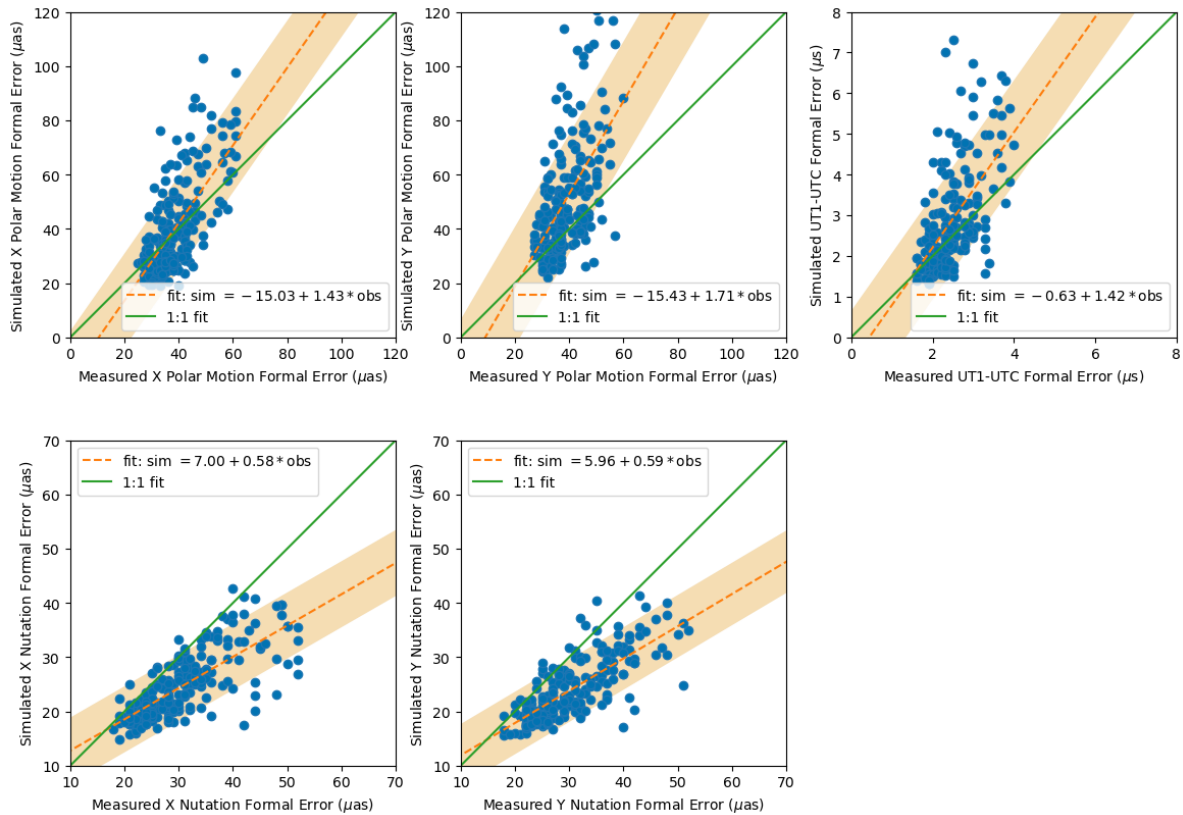 120
100
80
60
40
20
0
Simulated X Polar Motion Formal Error (μas)
fit: sim = −15.03 + 1.43 * obs
1:1 fit
0 20 40 60 80 100 120
Measured X Polar Motion Formal Error (μas)
120
100
80
60
40
20
0
Simulated Y Polar Motion Formal Error (μas)
fit: sim = −15.43 + 1.71 * obs
1:1 fit
0 20 40 60 80 100 120
Measured Y Polar Motion Formal Error (μas)
8
7
6
5
4
3
2
1
0
Simulated UT1-UTC Formal Error (μs)
fit: sim = −0.63 + 1.42 * obs
1:1 fit
0 2 4 6 8
Measured UT1-UTC Formal Error (μs)
70
60
50
40
30
20
10
Simulated X Nutation Formal Error (μas)
fit: sim = 7.00 + 0.58 * obs
1:1 fit
10 20 30 40 50 60 70
Measured X Nutation Formal Error (μas)
70
60
50
40
30
20
10
Simulated Y Nutation Formal Error (μas)
fit: sim = 5.96 + 0.59 * obs
1:1 fit
10 20 30 40 50 60 70
Measured Y Nutation Formal Error (μas)